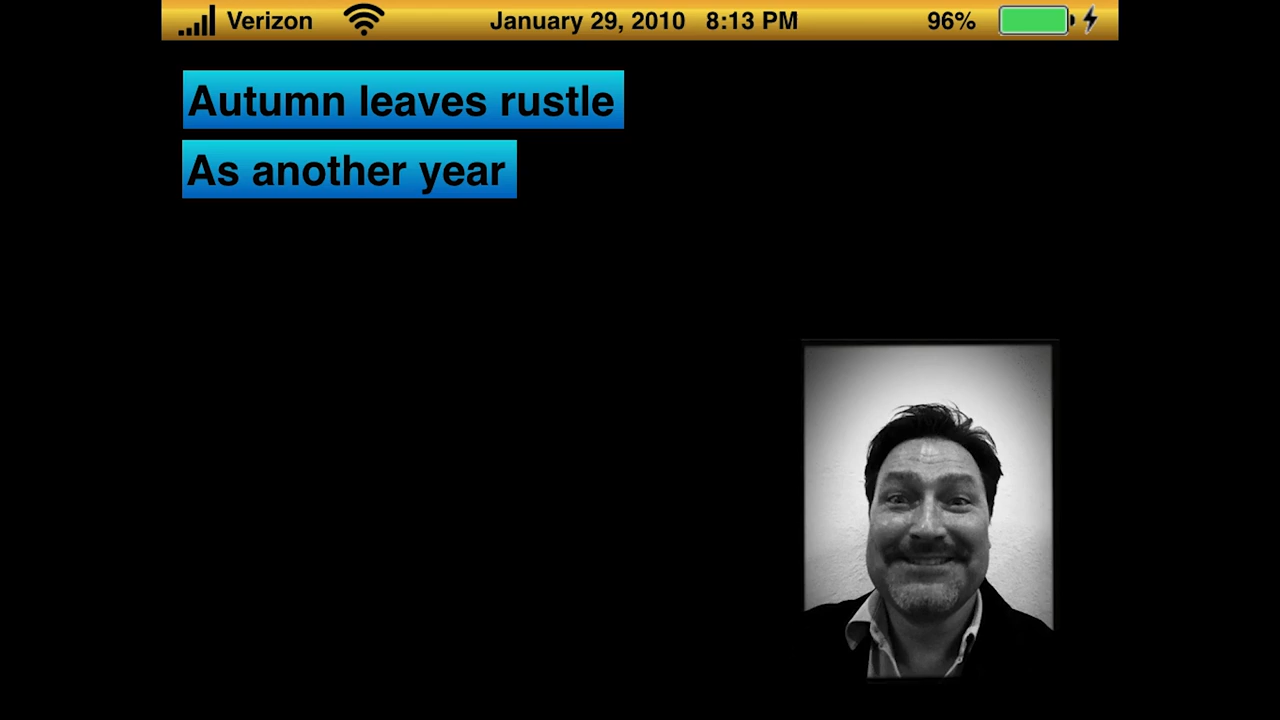 Verizon January 29, 2010 8:13 PM 96%
Autumn leaves rustle
As another year